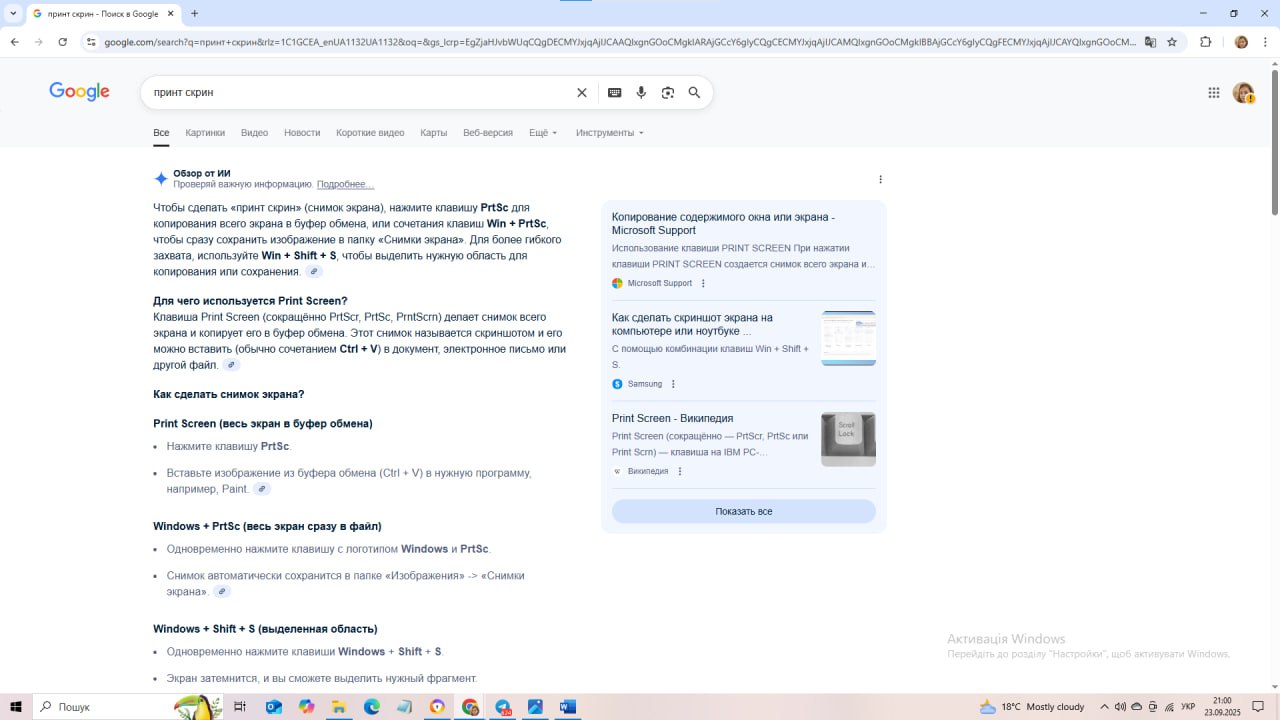 принт скрин - Поиск в Google
google.com/search?q=принт+скрин&rlz=1C1GCEA_enUA1132UA1132&oq=&gs_lcrp=EgZjaHJvbWUqCQgDECMYJxjqAjIJCAAQIxgnGOoCMgkIARAjGCcY6gIyCQgCECMYJxjqAjIJCAMQIxgnGOoCMgkIBBAjGCcY6gIyCQgFECMYJxjqAjIJCAYQIxgnGOoCM...
Google
принт скрин
Все Картинки Видео Новости Короткие видео Карты Веб-версия Ещё Инструменты
Обзор от ИИ
Проверяй важную информацию. Подробнее...
Чтобы сделать «принт скрин» (снимок экрана), нажмите клавишу PrtSc для
копирования всего экрана в буфер обмена, или сочетания клавиш Win + PrtSc,
чтобы сразу сохранить изображение в папку «Снимки экрана». Для более гибкого
захвата, используйте Win + Shift + S, чтобы выделить нужную область для
копирования или сохранения.
Для чего используется Print Screen?
Клавиша Print Screen (сокращённо PrtScr, PrtSc, PrntScrn) делает снимок всего
экрана и копирует его в буфер обмена. Этот снимок называется скриншотом и его
можно вставить (обычно сочетанием Ctrl + V) в документ, электронное письмо или
другой файл.
Как сделать снимок экрана?
Print Screen (весь экран в буфер обмена)
• Нажмите клавишу PrtSc.
• Вставьте изображение из буфера обмена (Ctrl + V) в нужную программу,
например, Paint.
Windows + PrtSc (весь экран сразу в файл)
• Одновременно нажмите клавишу с логотипом Windows и PrtSc.
• Снимок автоматически сохранится в папке «Изображения» -> «Снимки
экрана».
Windows + Shift + S (выделенная область)
• Одновременно нажмите клавиши Windows + Shift + S.
• Экран затемнится, и вы сможете выделить нужный фрагмент.
Копирование содержимого окна или экрана -
Microsoft Support
Использование клавиши PRINT SCREEN При нажатии
клавиши PRINT SCREEN создается снимок всего экрана и…
Microsoft Support
Как сделать скриншот экрана на
компьютере или ноутбуке ...
С помощью комбинации клавиш Win + Shift +
S.
Samsung
Print Screen - Википедия
Print Screen (сокращённо — PrtScr, PrtSc или
Print Scrn) — клавиша на IBM PC-…
Википедия
Scroll
Lock
Показать все
Активація Windows
Перейдіть до розділу "Настройки", щоб активувати Windows.
Пошук
18°C Mostly cloudy
УКР
21:00
23.09.2025